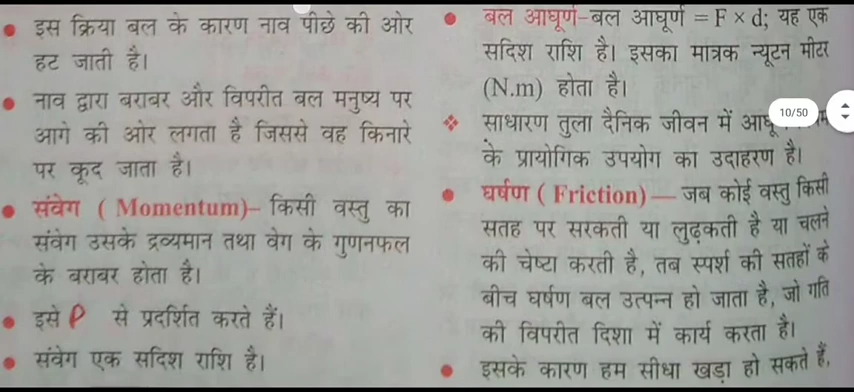 इस क्रिया बल के कारण नाव पीछे की ओर
हट जाती है।
नाव द्वारा बराबर और विपरीत बल मनुष्य पर
आगे की ओर लगता है जिससे वह किनारे
पर कूद जाता है।
संवेग ( Momentum)– किसी वस्तु का
संवेग उसके द्रव्यमान तथा वेग के गुणनफल
के बराबर होता है।
इसे P से प्रदर्शित करते हैं।
संवेग एक सदिश राशि है।
बल आघूर्ण–बल आघूर्ण = F × d; यह एक
सदिश राशि है। इसका मात्रक न्यूटन मीटर
(N.m) होता है।
साधारण तुला दैनिक जीवन में
के प्रायोगिक उपयोग का उदाहरण है।
घर्षण ( Friction) — जब कोई वस्तु किसी
सतह पर सरकती या लुढ़कती है या चलने
की चेष्टा करती है, तब स्पर्श की सतहों के
बीच घर्षण बल उत्पन्न हो जाता है, जो गति
की विपरीत दिशा में कार्य करता है।
इसके कारण हम सीधा खड़ा हो सकते हैं,
10/50